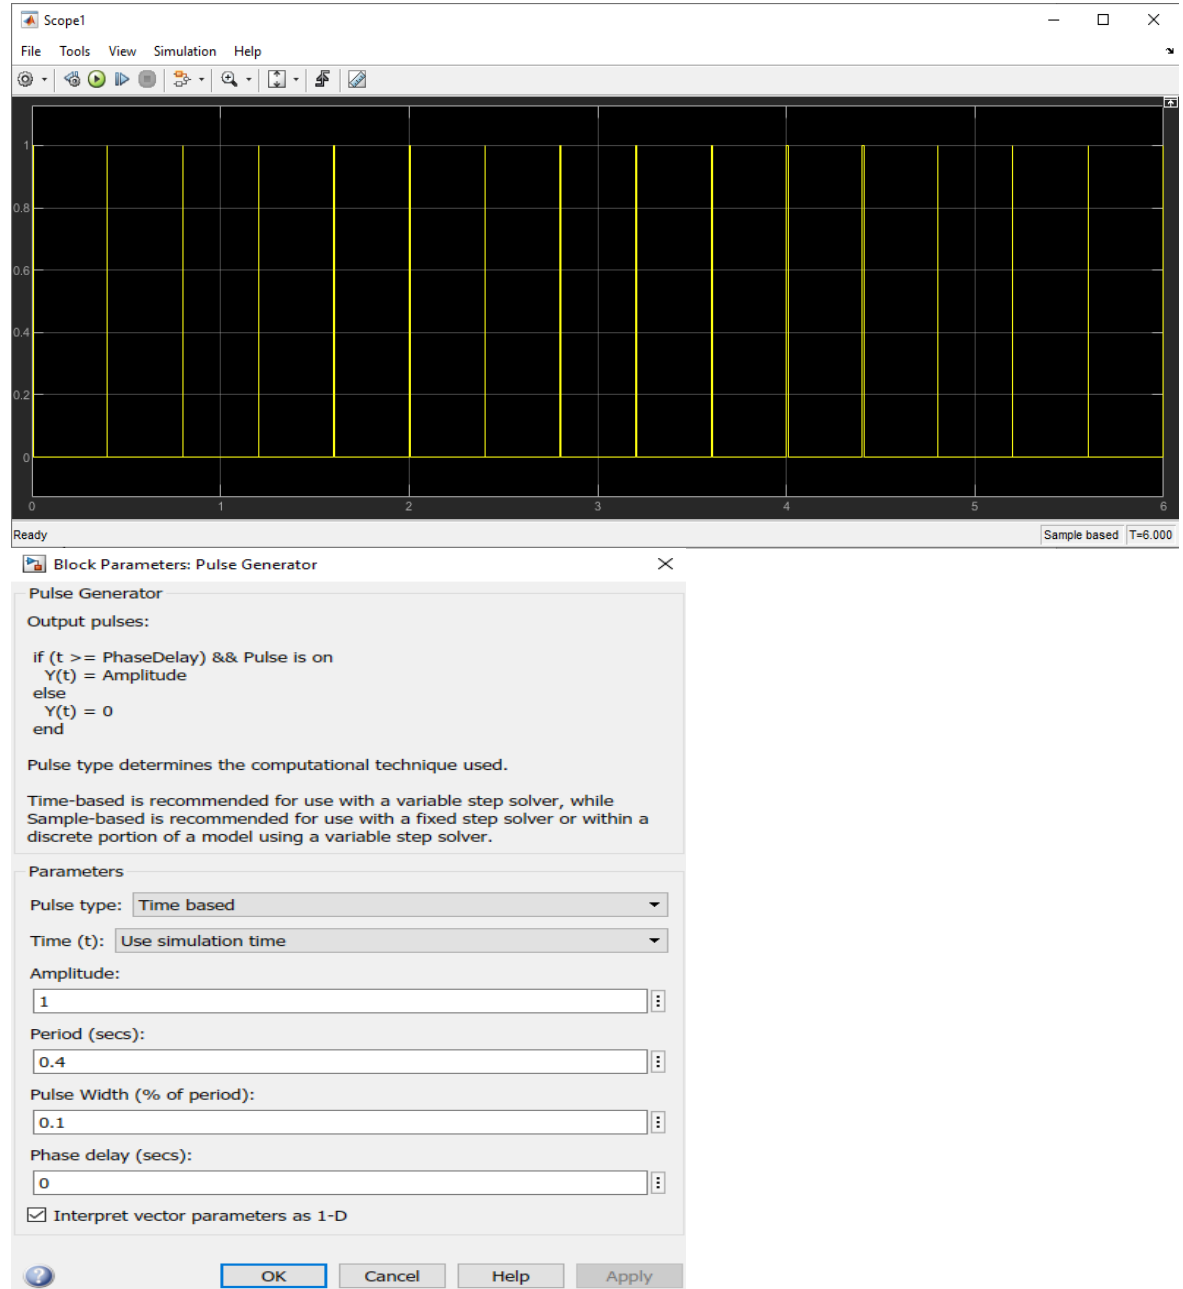 Scope1
File Tools View Simulation Help
1
0.8
0.6
0.4
0.2
0
0 1 2 3 4 5 6
Ready Sample based T=6.000
Block Parameters: Pulse Generator
Pulse Generator
Output pulses:
if (t >= PhaseDelay) && Pulse is on
Y(t) = Amplitude
else
Y(t) = 0
end
Pulse type determines the computational technique used.
Time-based is recommended for use with a variable step solver, while
Sample-based is recommended for use with a fixed step solver or within a
discrete portion of a model using a variable step solver.
Parameters
Pulse type: Time based
Time (t): Use simulation time
Amplitude:
1
Period (secs):
0.4
Pulse Width (% of period):
0.1
Phase delay (secs):
0
Interpret vector parameters as 1-D
OK Cancel Help Apply